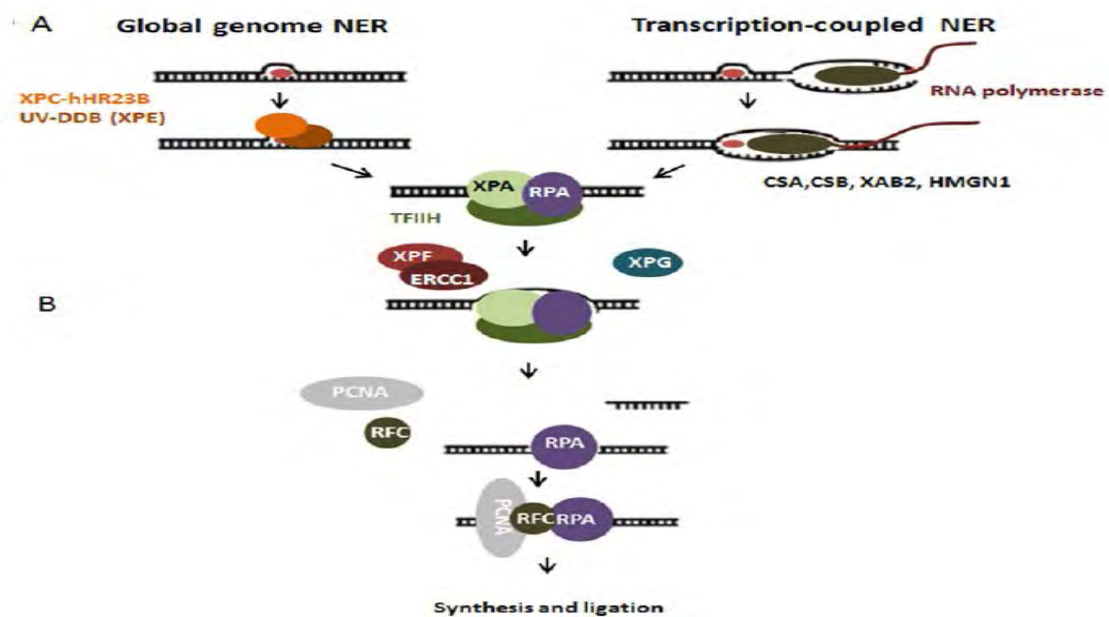 A
Global genome NER
Transcription-coupled NER
XPC-hHR23B
UV-DDB (XPE)
RNA polymerase
CSA,CSB, XAB2, HMGN1
XPA
RPA
TFIIH
XPF
ERCC1
XPG
B
PCNA
RFC
RPA
PCNA
RFC
RPA
Synthesis and ligation